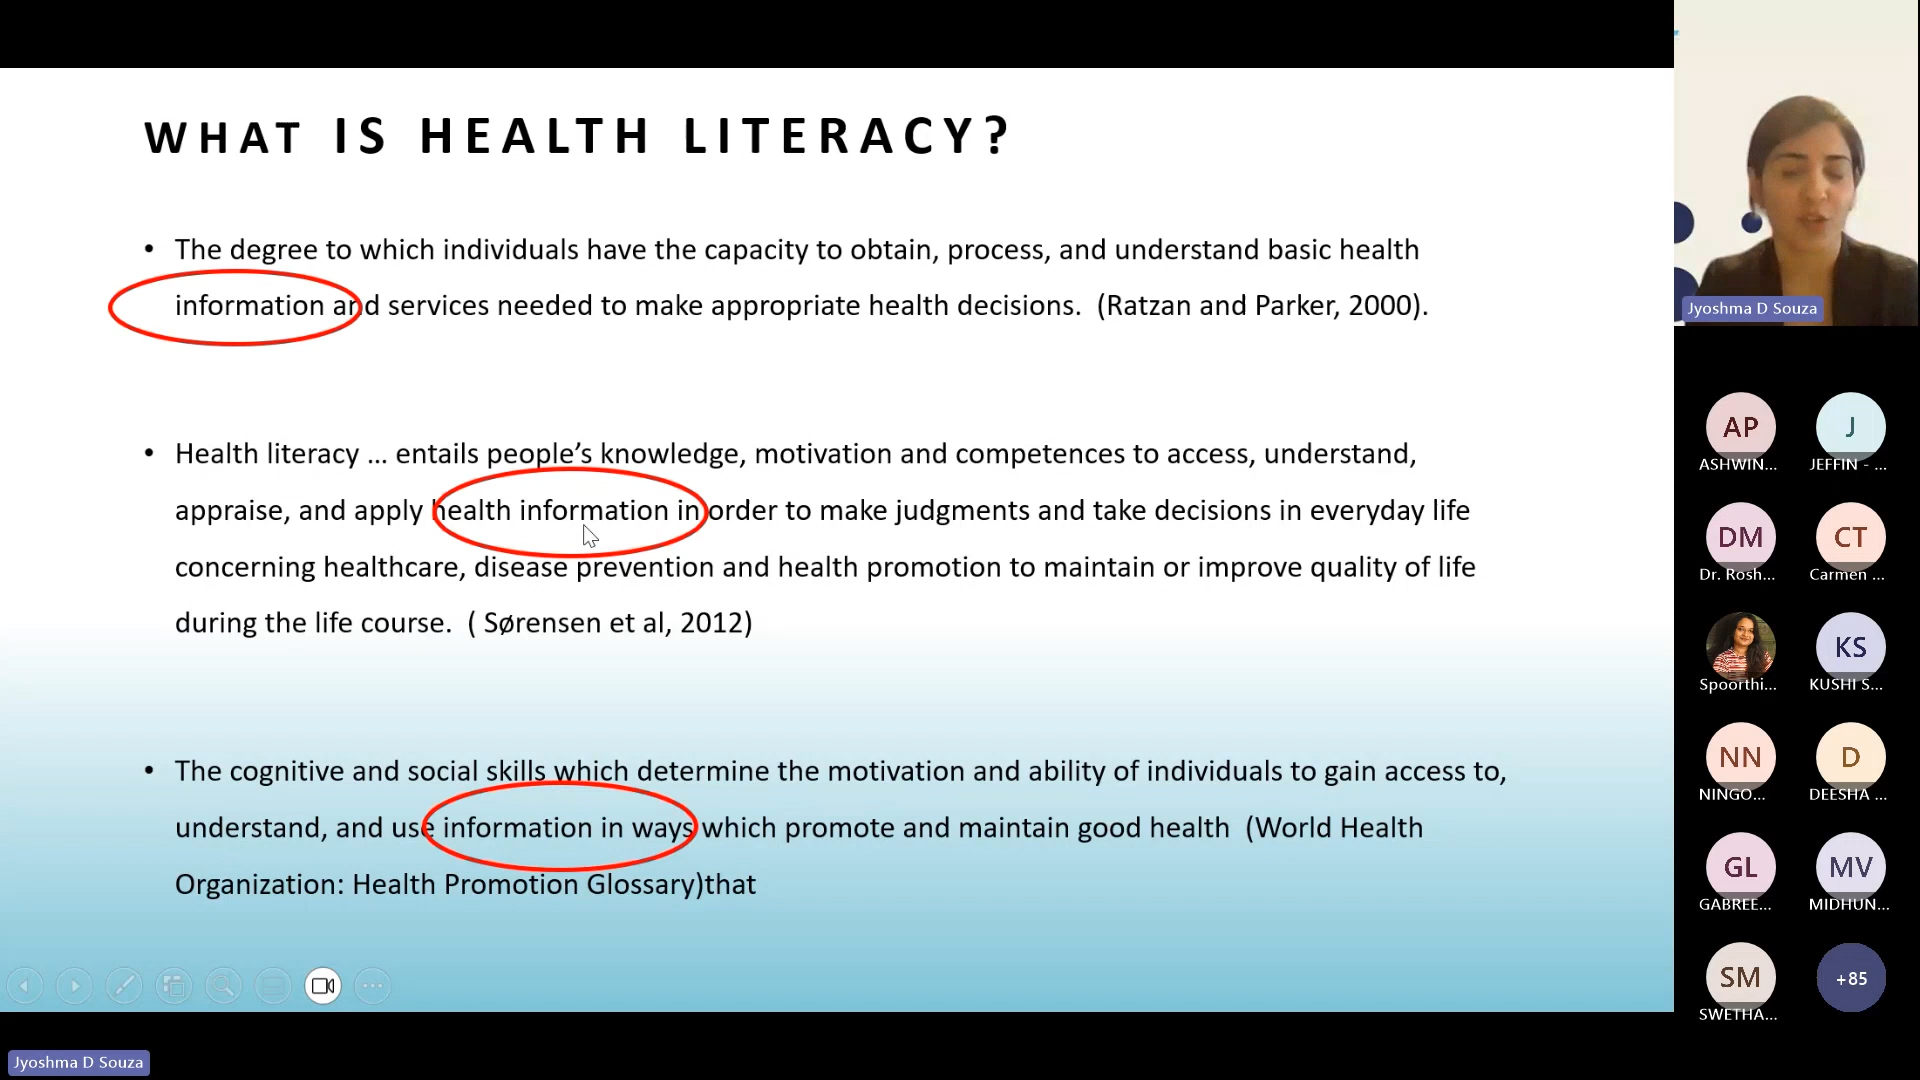 WHAT IS HEALTH LITERACY?
• The degree to which individuals have the capacity to obtain, process, and understand basic health
information and services needed to make appropriate health decisions. (Ratzan and Parker, 2000).
• Health literacy ... entails people’s knowledge, motivation and competences to access, understand,
appraise, and apply health information in order to make judgments and take decisions in everyday life
concerning healthcare, disease prevention and health promotion to maintain or improve quality of life
during the life course. ( Sørensen et al, 2012)
• The cognitive and social skills which determine the motivation and ability of individuals to gain access to,
understand, and use information in ways which promote and maintain good health (World Health
Organization: Health Promotion Glossary)that
Jyoshma D Souza
Jyoshma D Souza
AP J
ASHWIN... JEFFIN - ...
DM CT
Dr. Rosh... Carmen ...
KS
Spoorthi... KUSHI S...
NN D
NINGO... DEESHA ...
GL MV
GABREE... MIDHUN...
SM +85
SWETHA...